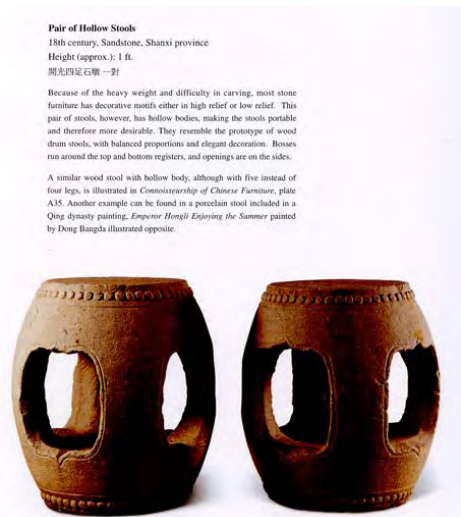 Pair of Hollow Stools
18th century, Sandstone, Shanxi province
Height (approx.): 1 ft.
開光四足石墩 一對
Because of the heavy weight and difficulty in carving, most stone
furniture has decorative motifs either in high relief or low relief. This
pair of stools, however, has hollow bodies, making the stools portable
and therefore more desirable. They resemble the prototype of wood
drum stools, with balanced proportions and elegant decoration. Bosses
run around the top and bottom registers, and openings are on the sides.
A similar wood stool with hollow body, although with five instead of
four legs, is illustrated in Connoisseurship of Chinese Furniture, plate
A35. Another example can be found in a porcelain stool included in a
Qing dynasty painting, Emperor Hongli Enjoying the Summer painted
by Dong Bangda illustrated opposite.